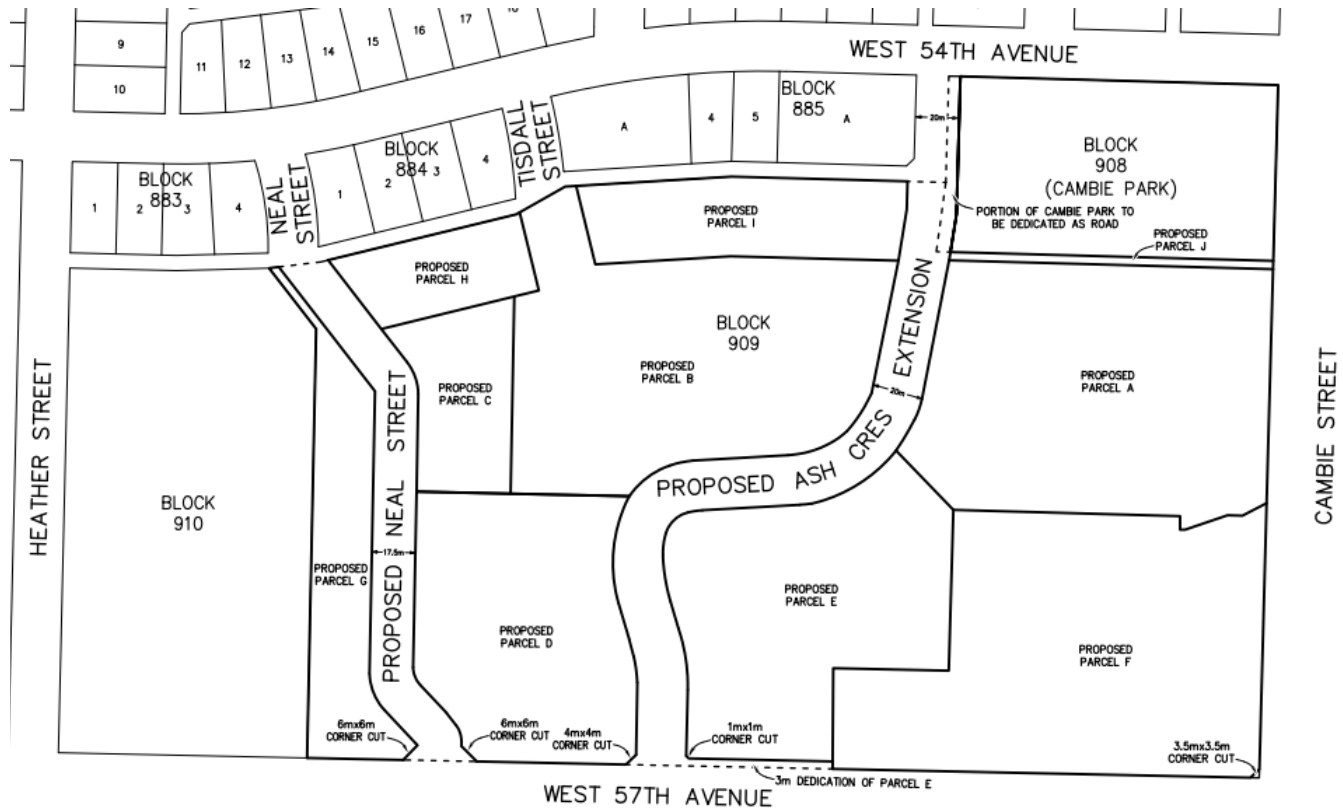 9
10
11
12
13
14
15
16
17
WEST 54TH AVENUE
BLOCK
883
1
2
3
4
NEAL
STREET
BLOCK
884
1
2
3
4
TISDALL
STREET
BLOCK
885
A
4
5
A
20m
BLOCK
908
(CAMBIE PARK)
PORTION OF CAMBIE PARK TO
BE DEDICATED AS ROAD
PROPOSED
PARCEL J
PROPOSED
PARCEL I
PROPOSED
PARCEL H
BLOCK
909
PROPOSED
PARCEL B
PROPOSED
PARCEL C
PROPOSED
PARCEL A
HEATHER STREET
CAMBIE STREET
BLOCK
910
PROPOSED NEAL STREET
17.5m
PROPOSED ASH CRES EXTENSION
20m
PROPOSED
PARCEL G
PROPOSED
PARCEL D
PROPOSED
PARCEL E
PROPOSED
PARCEL F
6mx6m
CORNER CUT
6mx6m
CORNER CUT
4mx4m
CORNER CUT
1mx1m
CORNER CUT
3.5mx3.5m
CORNER CUT
3m DEDICATION OF PARCEL E
WEST 57TH AVENUE